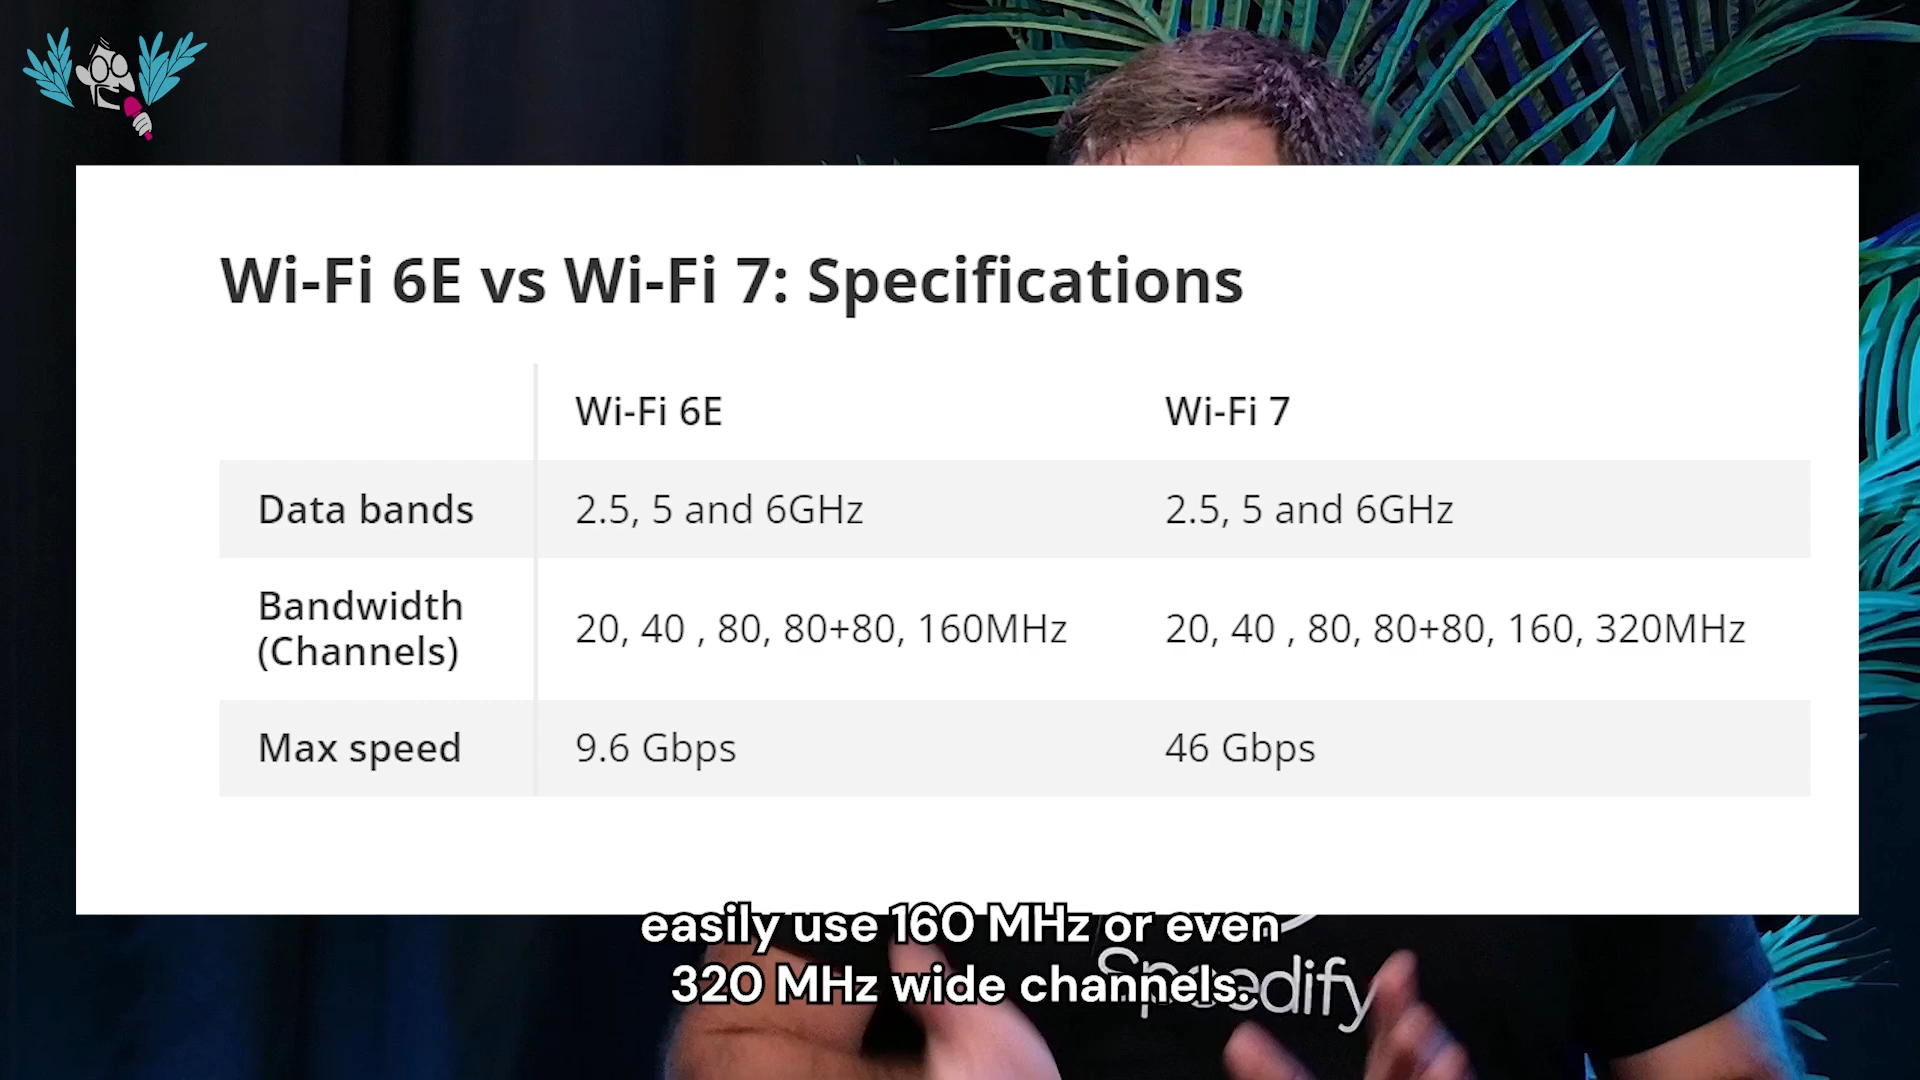 Wi-Fi 6E vs Wi-Fi 7: Specifications
Wi-Fi 6E Wi-Fi 7
Data bands 2.5, 5 and 6GHz 2.5, 5 and 6GHz
Bandwidth
(Channels) 20, 40 , 80, 80+80, 160MHz 20, 40 , 80, 80+80, 160, 320MHz
Max speed 9.6 Gbps 46 Gbps
easily use 160 MHz or even
320 MHz wide channels.
Speedify